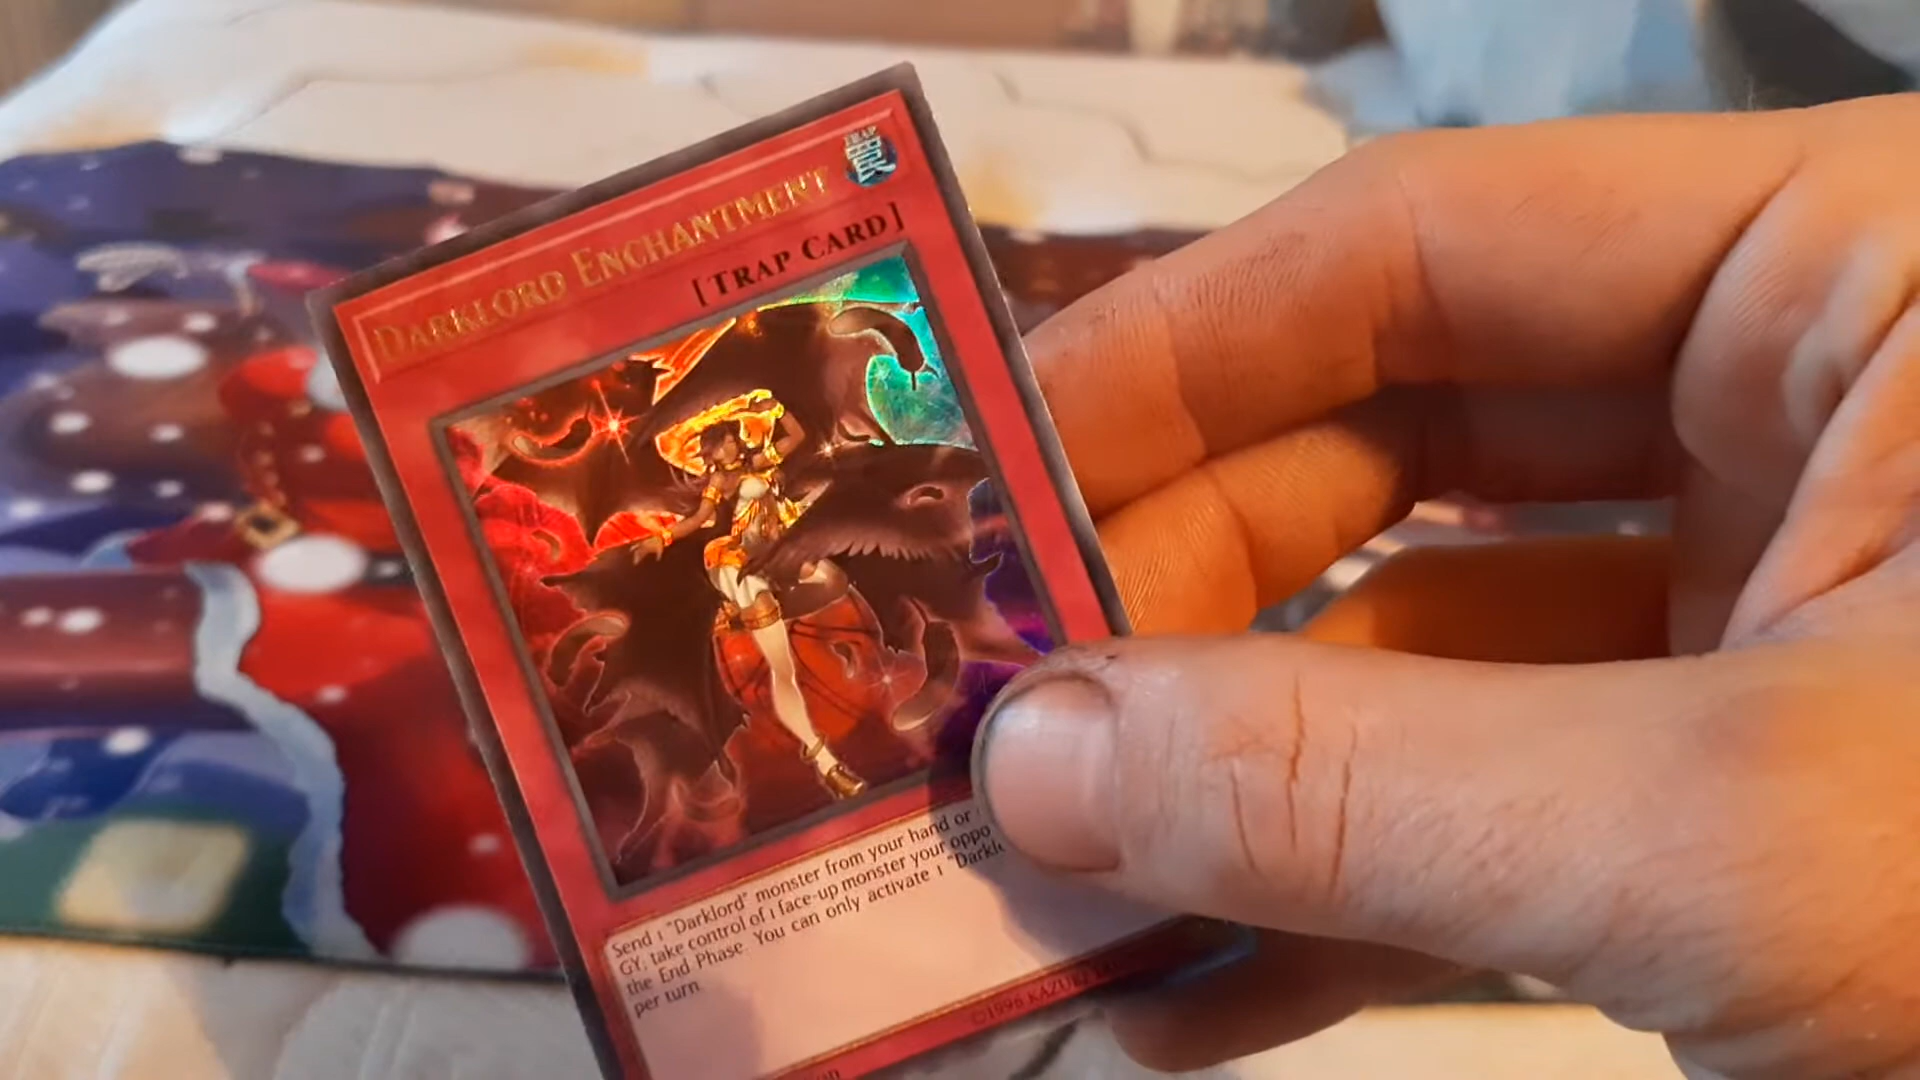 DARKLORD ENCHANTMENT
TRAP
[TRAP CARD]
Send 1 "Darklord" monster from your hand or
GY; take control of 1 face-up monster your oppo
the End Phase. You can only activate 1 "Darkl
per turn.
©1996 KAZUKI